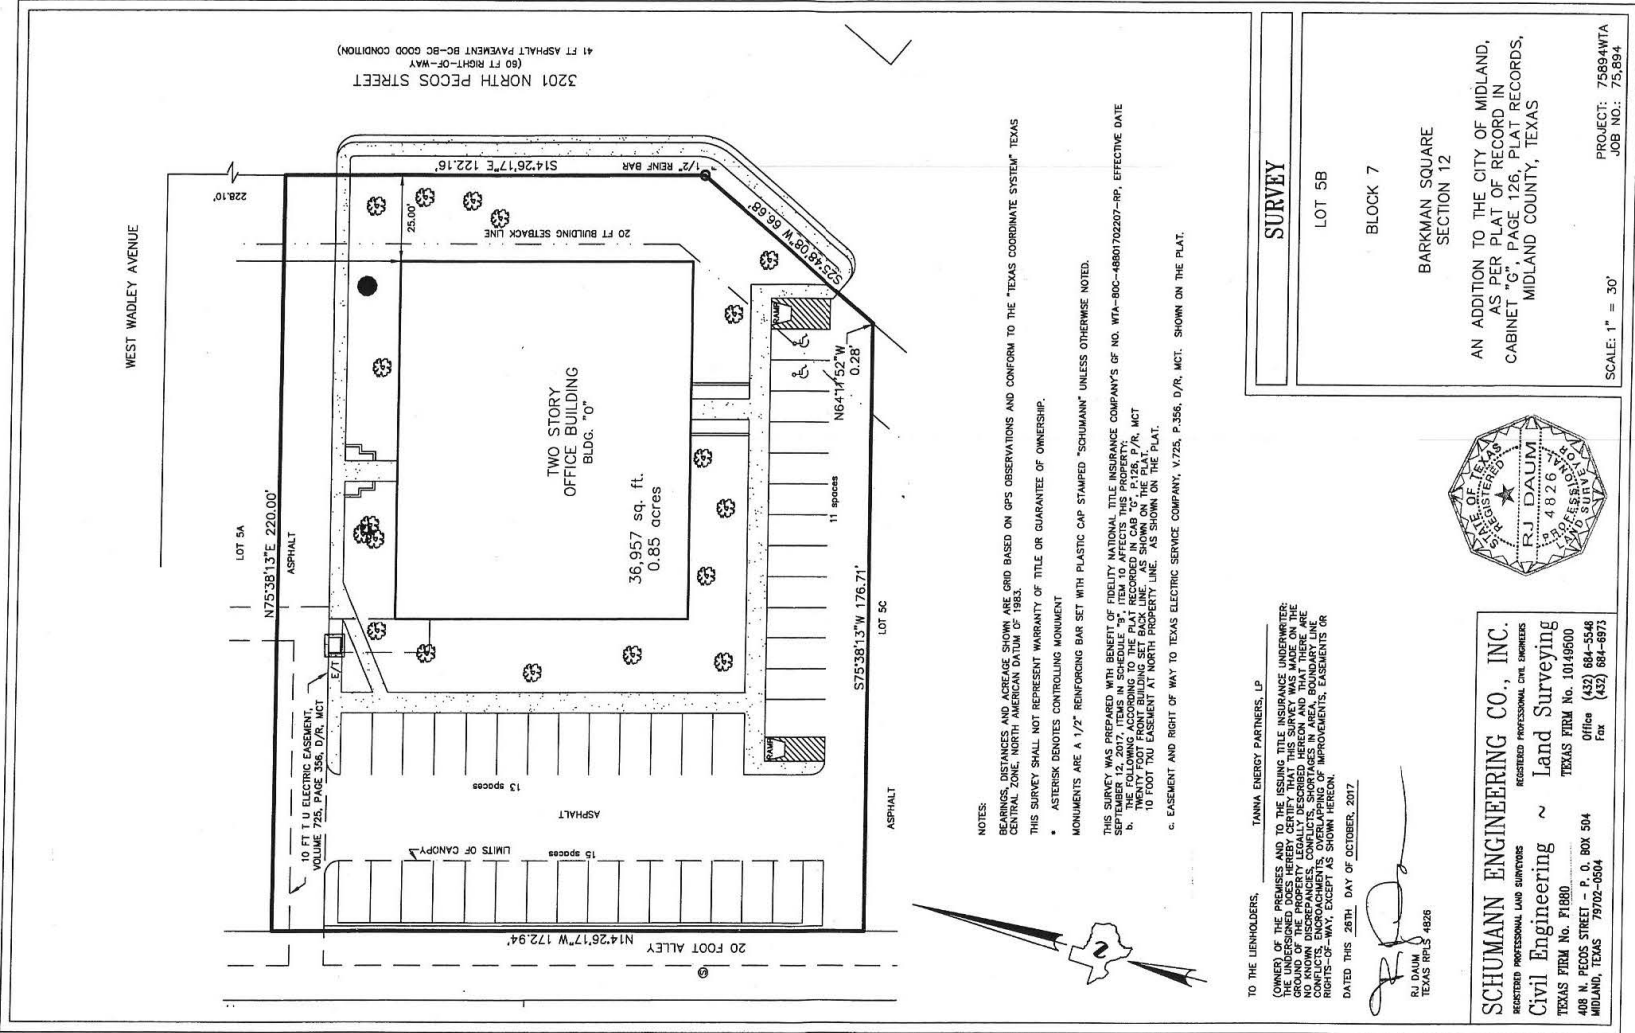 WEST WADLEY AVENUE
3201 NORTH PECOS STREET
(60 FT RIGHT-OF-WAY
41 FT ASPHALT PAVEMENT BC-BC GOOD CONDITION)
228.10'
LOT 5A
N75°38'13"E 220.00'
ASPHALT
S14°26'17"E 122.16'
1/2" REINF BAR
25.00'
20 FT BUILDING SETBACK LINE
S25°48'08"W 66.68'
N64°11'52"W
0.28'
RAMP
TWO STORY
OFFICE BUILDING
BLDG. "O"
36,957 sq. ft.
0.85 acres
11 spaces
S75°38'13"W 176.71'
LOT 5C
E/T
10 FT T U ELECTRIC EASEMENT,
VOLUME 725, PAGE 356, D/R, MCT
RAMP
13 spaces
ASPHALT
LIMITS OF CANOPY
15 spaces
ASPHALT
N14°26'17"W 172.94'
20 FOOT ALLEY
S
NOTES:
BEARINGS, DISTANCES AND ACREAGE SHOWN ARE GRID BASED ON GPS OBSERVATIONS AND CONFORM TO THE "TEXAS COORDINATE SYSTEM" TEXAS
CENTRAL ZONE, NORTH AMERICAN DATUM OF 1983.
THIS SURVEY SHALL NOT REPRESENT WARRANTY OF TITLE OR GUARANTEE OF OWNERSHIP.
* ASTERISK DENOTES CONTROLLING MONUMENT
MONUMENTS ARE A 1/2" REINFORCING BAR SET WITH PLASTIC CAP STAMPED "SCHUMANN" UNLESS OTHERWISE NOTED.
THIS SURVEY WAS PREPARED WITH BENEFIT OF FIDELITY NATIONAL TITLE INSURANCE COMPANY'S GF NO. WTA-80C-48801702207-RP, EFFECTIVE DATE
SEPTEMBER 12, 2017, ITEMS IN SCHEDULE "B", ITEM 10 AFFECTS THIS PROPERTY:
b. THE FOLLOWING ACCORDING TO THE PLAT RECORDED IN CAB "G", P.126, P/R, MCT
TWENTY FOOT FRONT BUILDING SET BACK LINE. AS SHOWN ON THE PLAT.
10 FOOT TXU EASEMENT AT NORTH PROPERTY LINE. AS SHOWN ON THE PLAT.
c. EASEMENT AND RIGHT OF WAY TO TEXAS ELECTRIC SERVICE COMPANY, V.725, P.356, D/R, MCT. SHOWN ON THE PLAT.
TO THE LIENHOLDERS, TANNA ENERGY PARTNERS, LP
(OWNER) OF THE PREMISES AND TO THE ISSUING TITLE INSURANCE UNDERWRITER:
THE UNDERSIGNED DOES HEREBY CERTIFY THAT THIS SURVEY WAS MADE ON THE
GROUND OF THE PROPERTY LEGALLY DESCRIBED HEREON AND THAT THERE ARE
NO KNOWN DISCREPANCIES, CONFLICTS, SHORTAGES IN AREA, BOUNDARY LINE
CONFLICTS, ENCROACHMENTS, OVERLAPPING OF IMPROVEMENTS, EASEMENTS OR
RIGHTS-OF-WAY, EXCEPT AS SHOWN HEREON.
DATED THIS 26TH DAY OF OCTOBER, 2017
RJ DAUM
TEXAS RPLS 4826
SURVEY
LOT 5B
BLOCK 7
BARKMAN SQUARE
SECTION 12
AN ADDITION TO THE CITY OF MIDLAND,
AS PER PLAT OF RECORD IN
CABINET "G", PAGE 126, PLAT RECORDS,
MIDLAND COUNTY, TEXAS
SCALE: 1" = 30'
PROJECT: 75894WTA
JOB NO.: 75,894
STATE OF TEXAS
REGISTERED
RJ DAUM
4826
PROFESSIONAL
LAND SURVEYOR
SCHUMANN ENGINEERING CO., INC.
REGISTERED PROFESSIONAL LAND SURVEYORS REGISTERED PROFESSIONAL CIVIL ENGINEERS
Civil Engineering ~ Land Surveying
TEXAS FIRM No. F1880 TEXAS FIRM No. 10149600
408 N. PECOS STREET - P. O. BOX 504 Office (432) 684-5548
MIDLAND, TEXAS 79702-0504 Fax (432) 684-6973